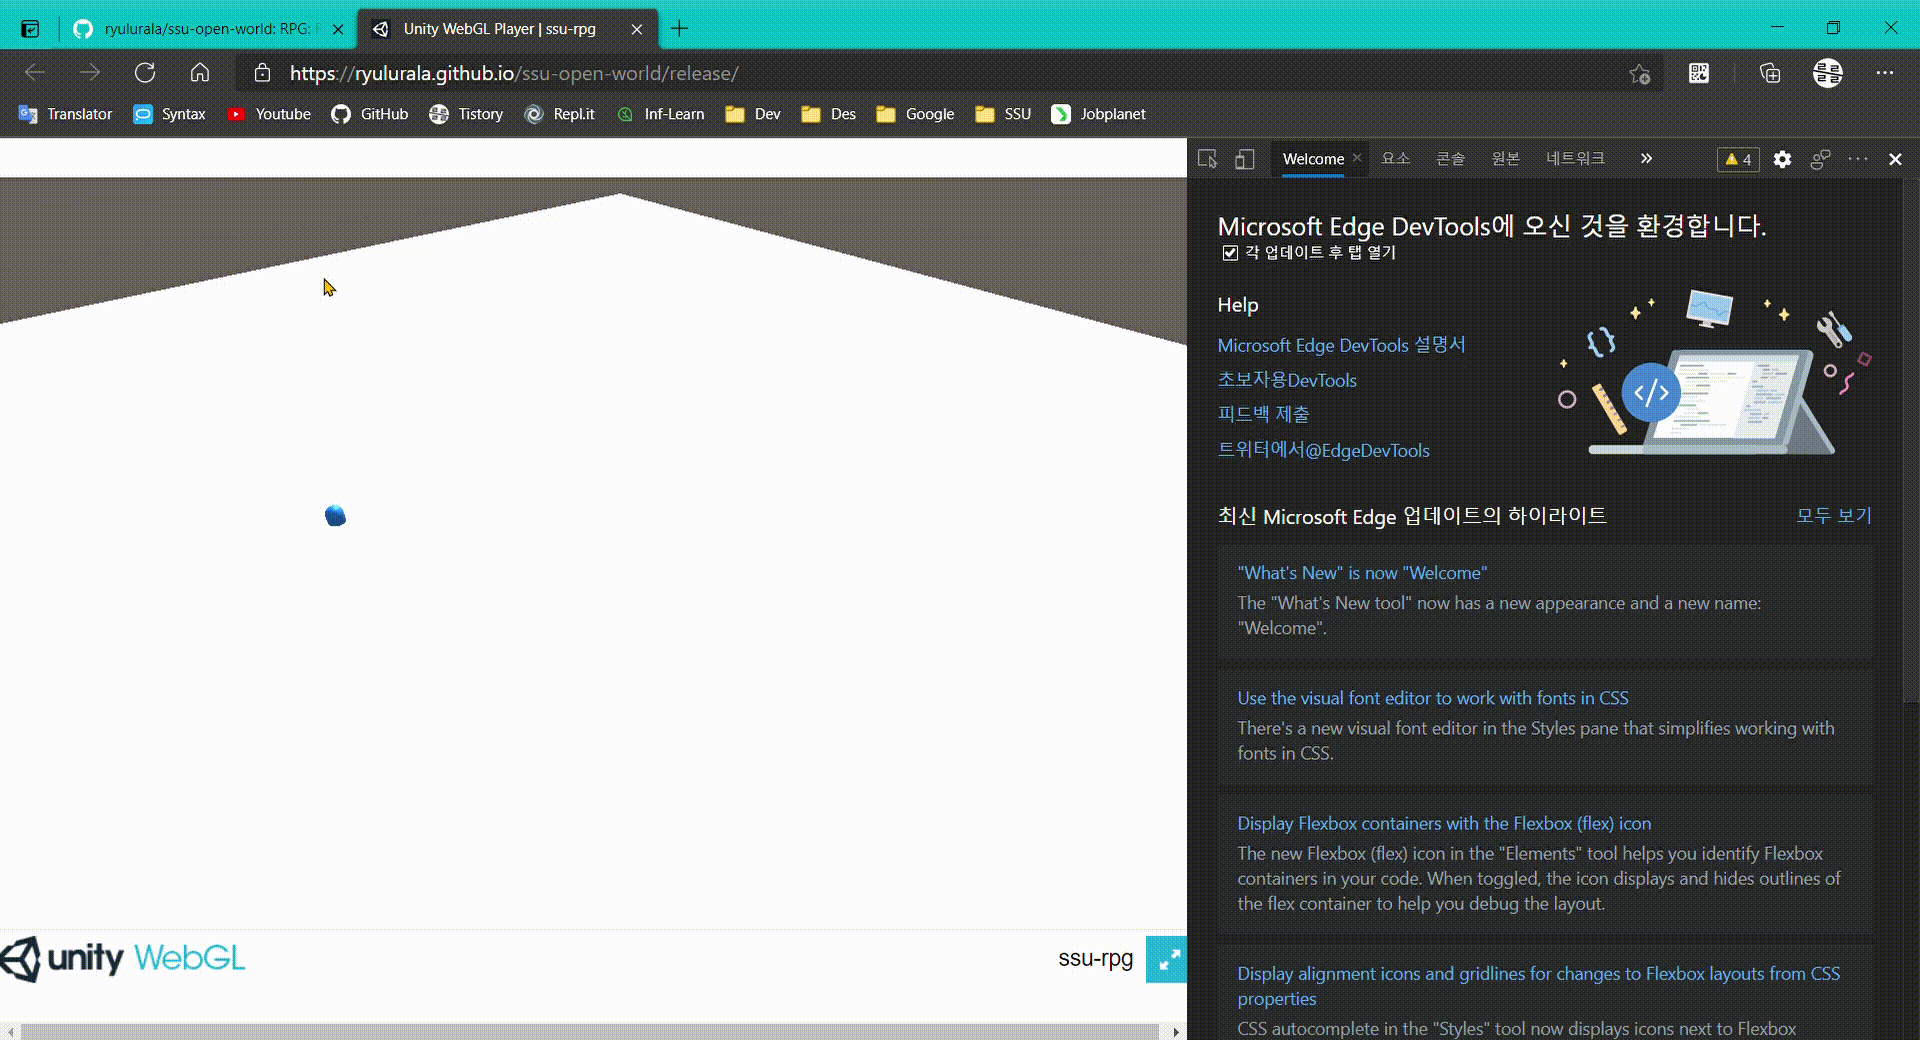 ryulurala/ssu-open-world: RPG:
Unity WebGL Player | ssu-rpg
https://ryulurala.github.io/ssu-open-world/release/
Translator
Syntax
Youtube
GitHub
Tistory
Repl.it
Inf-Learn
Dev
Des
Google
SSU
Jobplanet
unity WebGL
ssu-rpg
Welcome
요소
콘솔
원본
네트워크
4
Microsoft Edge DevTools에 오신 것을 환경합니다.
각 업데이트 후 탭 열기
Help
Microsoft Edge DevTools 설명서
초보자용DevTools
피드백 제출
트위터에서@EdgeDevTools
최신 Microsoft Edge 업데이트의 하이라이트
모두 보기
"What's New" is now "Welcome"
The "What's New tool" now has a new appearance and a new name:
"Welcome".
Use the visual font editor to work with fonts in CSS
There's a new visual font editor in the Styles pane that simplifies working with
fonts in CSS.
Display Flexbox containers with the Flexbox (flex) icon
The new Flexbox (flex) icon in the "Elements" tool helps you identify Flexbox
containers in your code. When toggled, the icon displays and hides outlines of
the flex container to help you debug the layout.
Display alignment icons and gridlines for changes to Flexbox layouts from CSS
properties
CSS autocomplete in the "Styles" tool now displays icons next to Flexbox